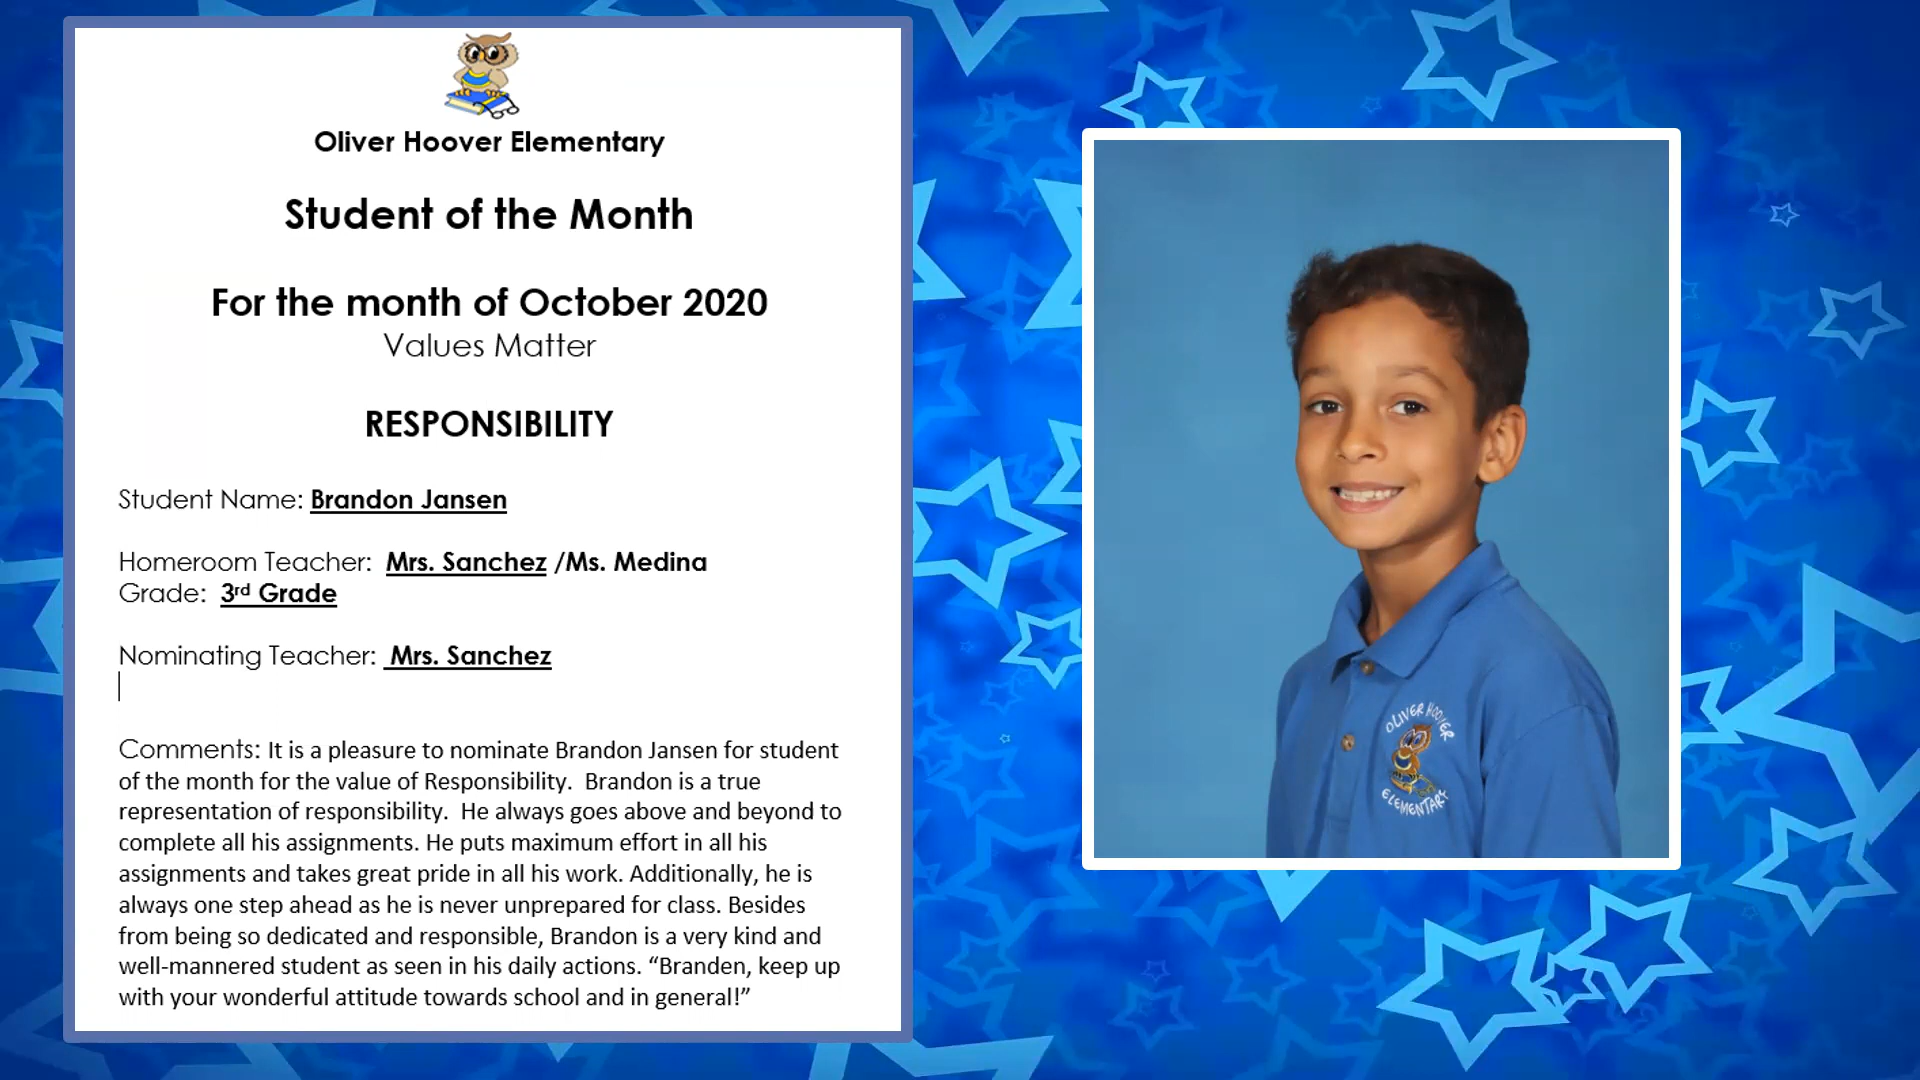 Oliver Hoover Elementary
Student of the Month
For the month of October 2020
Values Matter
RESPONSIBILITY
Student Name: Brandon Jansen
Homeroom Teacher: Mrs. Sanchez /Ms. Medina
Grade: 3rd Grade
Nominating Teacher: Mrs. Sanchez
Comments: It is a pleasure to nominate Brandon Jansen for student
of the month for the value of Responsibility. Brandon is a true
representation of responsibility. He always goes above and beyond to
complete all his assignments. He puts maximum effort in all his
assignments and takes great pride in all his work. Additionally, he is
always one step ahead as he is never unprepared for class. Besides
from being so dedicated and responsible, Brandon is a very kind and
well-mannered student as seen in his daily actions. “Branden, keep up
with your wonderful attitude towards school and in general!”
OLIVER HOOVER
ELEMENTARY